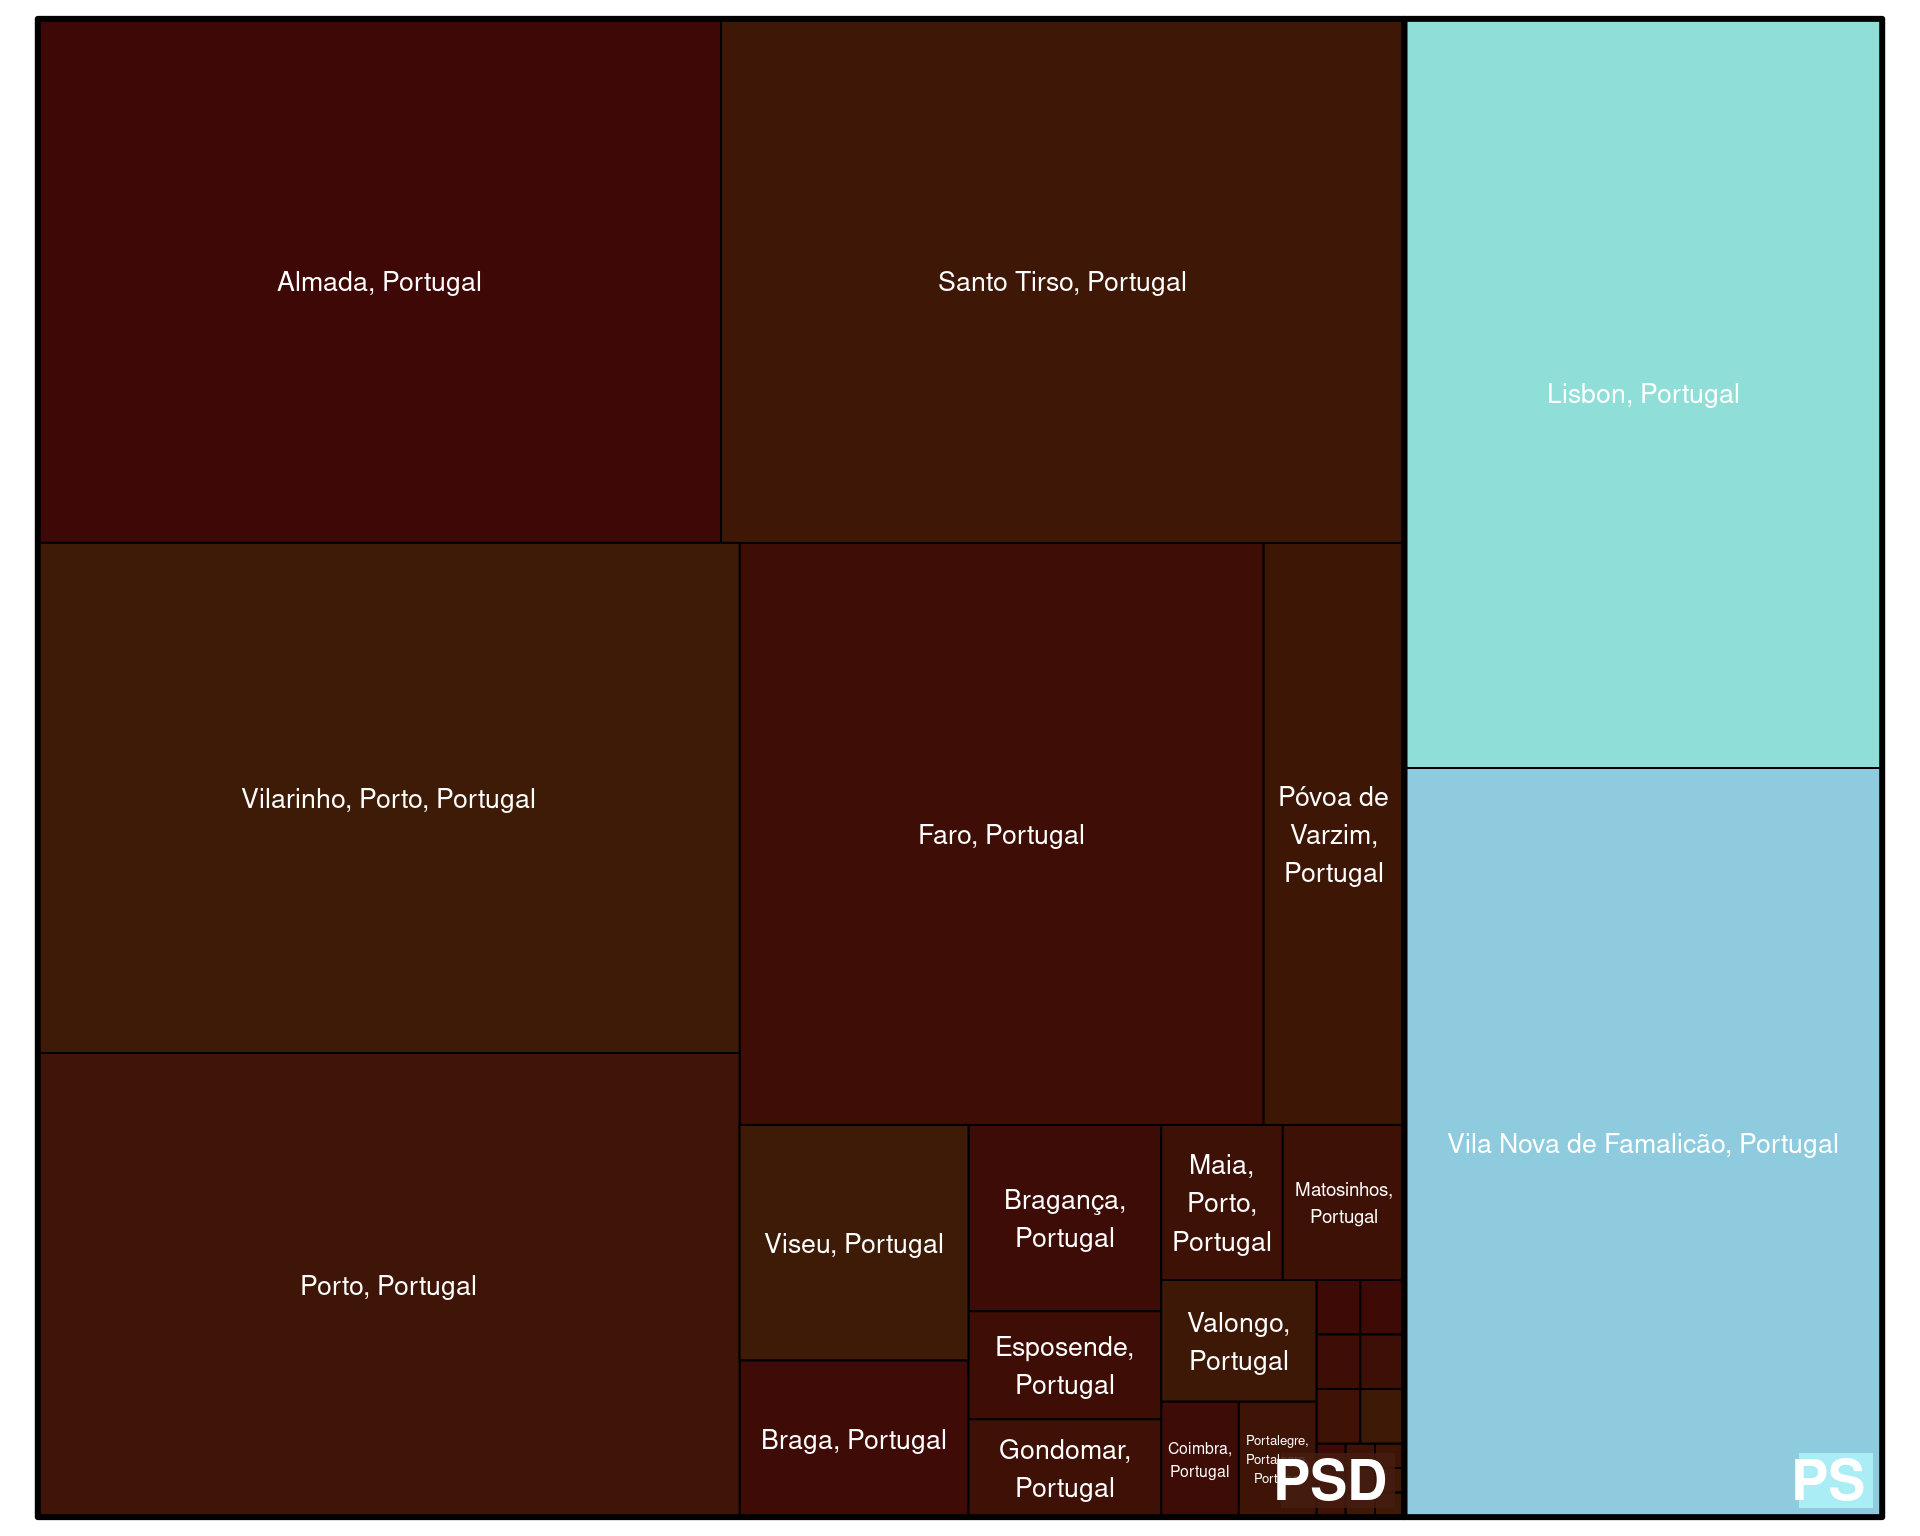 Almada, Portugal
Santo Tirso, Portugal
Lisbon, Portugal
Vilarinho, Porto, Portugal
Faro, Portugal
Póvoa de
Varzim,
Portugal
Vila Nova de Famalicão, Portugal
Porto, Portugal
Viseu, Portugal
Bragança,
Portugal
Maia,
Porto,
Portugal
Matosinhos,
Portugal
Esposende,
Portugal
Valongo,
Portugal
Braga, Portugal
Gondomar,
Portugal
Coimbra,
Portugal
Portalegre,
PSD
PS